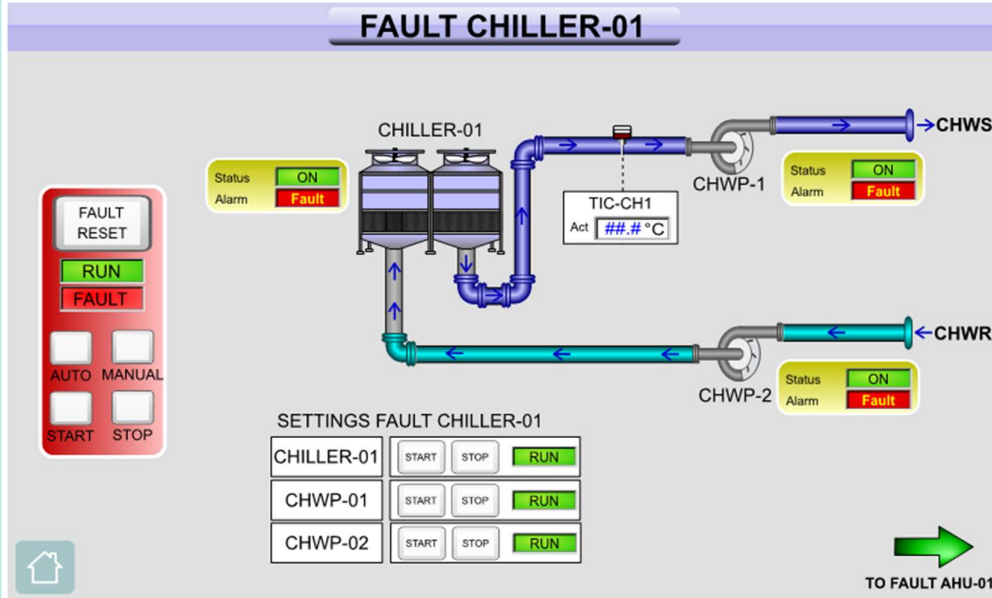 FAULT CHILLER-01
CHILLER-01
Status ON
Alarm Fault
TIC-CH1
Act ##.# °C
CHWS
CHWP-1
Status ON
Alarm Fault
FAULT
RESET
RUN
FAULT
AUTO MANUAL
START STOP
CHWR
CHWP-2
Status ON
Alarm Fault
SETTINGS FAULT CHILLER-01
CHILLER-01 START STOP RUN
CHWP-01 START STOP RUN
CHWP-02 START STOP RUN
TO FAULT AHU-01